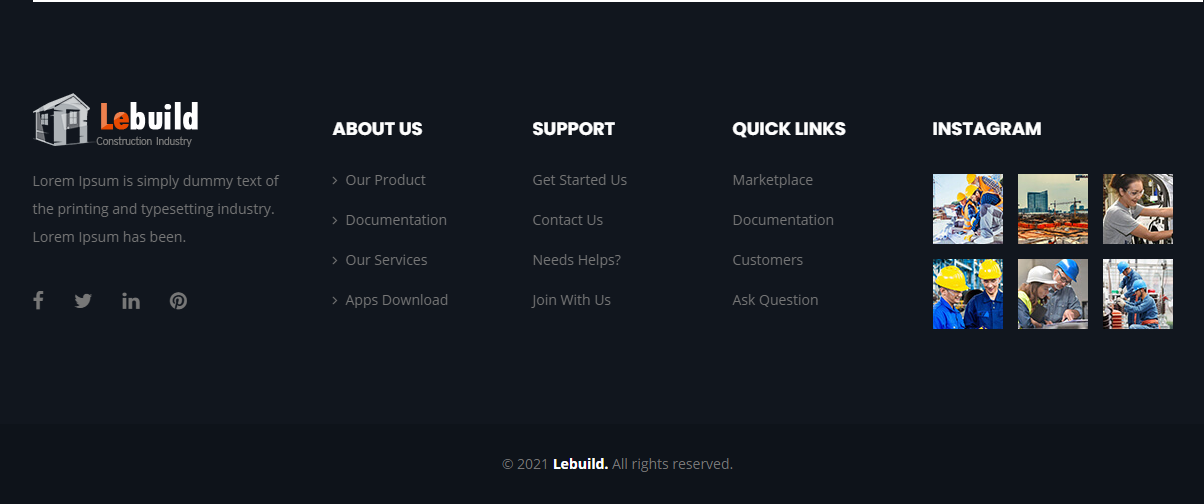 Lebuild
Construction Industry
Lorem Ipsum is simply dummy text of
the printing and typesetting industry.
Lorem Ipsum has been.
ABOUT US
Our Product
Documentation
Our Services
Apps Download
SUPPORT
Get Started Us
Contact Us
Needs Helps?
Join With Us
QUICK LINKS
Marketplace
Documentation
Customers
Ask Question
INSTAGRAM
© 2021 Lebuild. All rights reserved.